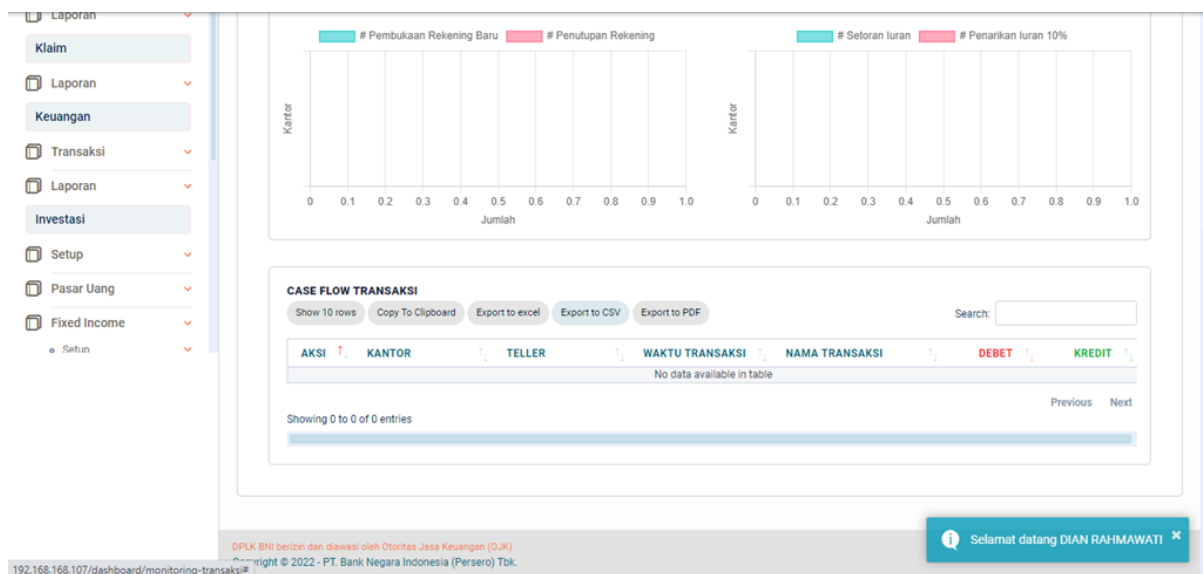 Laporan
Klaim
Laporan
Keuangan
Transaksi
Laporan
Investasi
Setup
Pasar Uang
Fixed Income
Setup
# Pembukaan Rekening Baru # Penutupan Rekening
Kantor
0 0.1 0.2 0.3 0.4 0.5 0.6 0.7 0.8 0.9 1.0
Jumlah
# Setoran Iuran # Penarikan Iuran 10%
Kantor
0 0.1 0.2 0.3 0.4 0.5 0.6 0.7 0.8 0.9 1.0
Jumlah
CASE FLOW TRANSAKSI
Show 10 rows Copy To Clipboard Export to excel Export to CSV Export to PDF Search:
AKSI KANTOR TELLER WAKTU TRANSAKSI NAMA TRANSAKSI DEBET KREDIT
No data available in table
Previous Next
Showing 0 to 0 of 0 entries
DPLK BNI berizin dan diawasi oleh Otoritas Jasa Keuangan (OJK)
right © 2022 - PT. Bank Negara Indonesia (Persero) Tbk.
Selamat datang DIAN RAHMAWATI ×
192.168.168.107/dashboard/monitoring-transaksi#